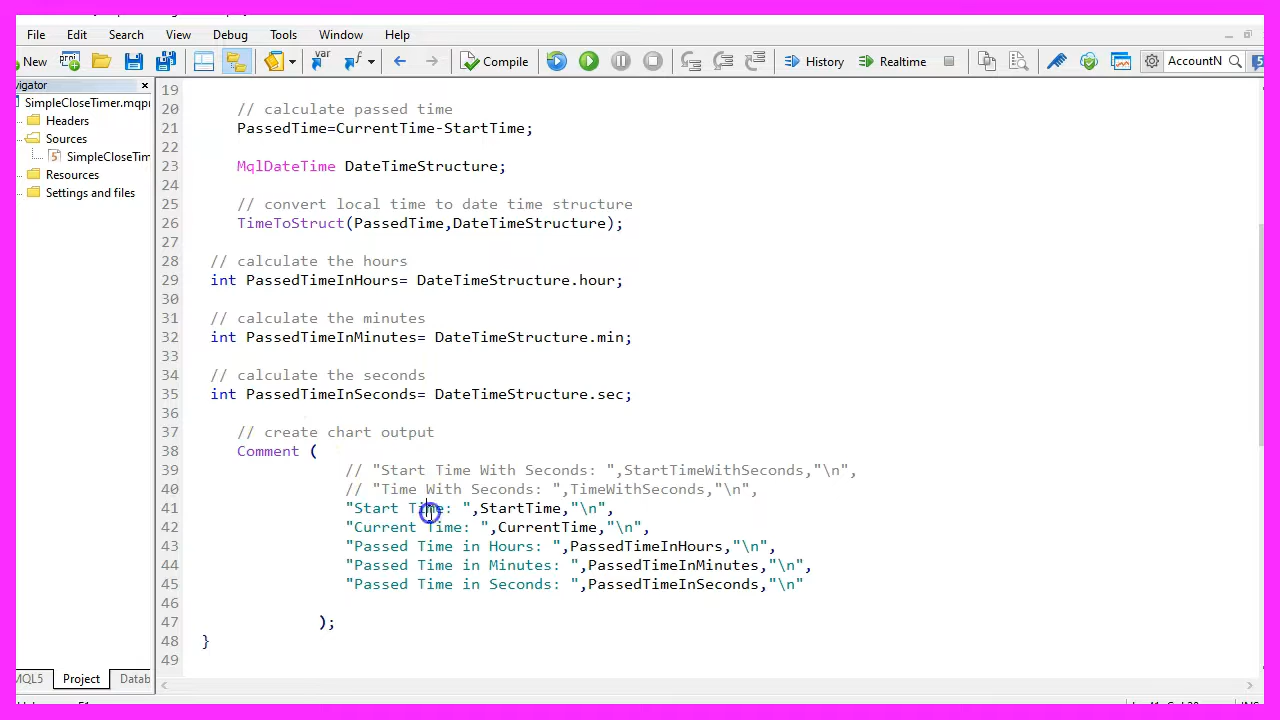 File Edit Search View Debug Tools Window Help
New Compile History Realtime AccountN
vigator
SimpleCloseTimer.mqpr
Headers
Sources
SimpleCloseTim
Resources
Settings and files
19
20 // calculate passed time
21 PassedTime=CurrentTime-StartTime;
22
23 MqlDateTime DateTimeStructure;
24
25 // convert local time to date time structure
26 TimeToStruct(PassedTime,DateTimeStructure);
27
28 // calculate the hours
29 int PassedTimeInHours= DateTimeStructure.hour;
30
31 // calculate the minutes
32 int PassedTimeInMinutes= DateTimeStructure.min;
33
34 // calculate the seconds
35 int PassedTimeInSeconds= DateTimeStructure.sec;
36
37 // create chart output
38 Comment (
39 // "Start Time With Seconds: ",StartTimeWithSeconds,"\n",
40 // "Time With Seconds: ",TimeWithSeconds,"\n",
41 "Start Time: ",StartTime,"\n",
42 "Current Time: ",CurrentTime,"\n",
43 "Passed Time in Hours: ",PassedTimeInHours,"\n",
44 "Passed Time in Minutes: ",PassedTimeInMinutes,"\n",
45 "Passed Time in Seconds: ",PassedTimeInSeconds,"\n"
46
47 );
48 }
49
MQL5 Project Datab